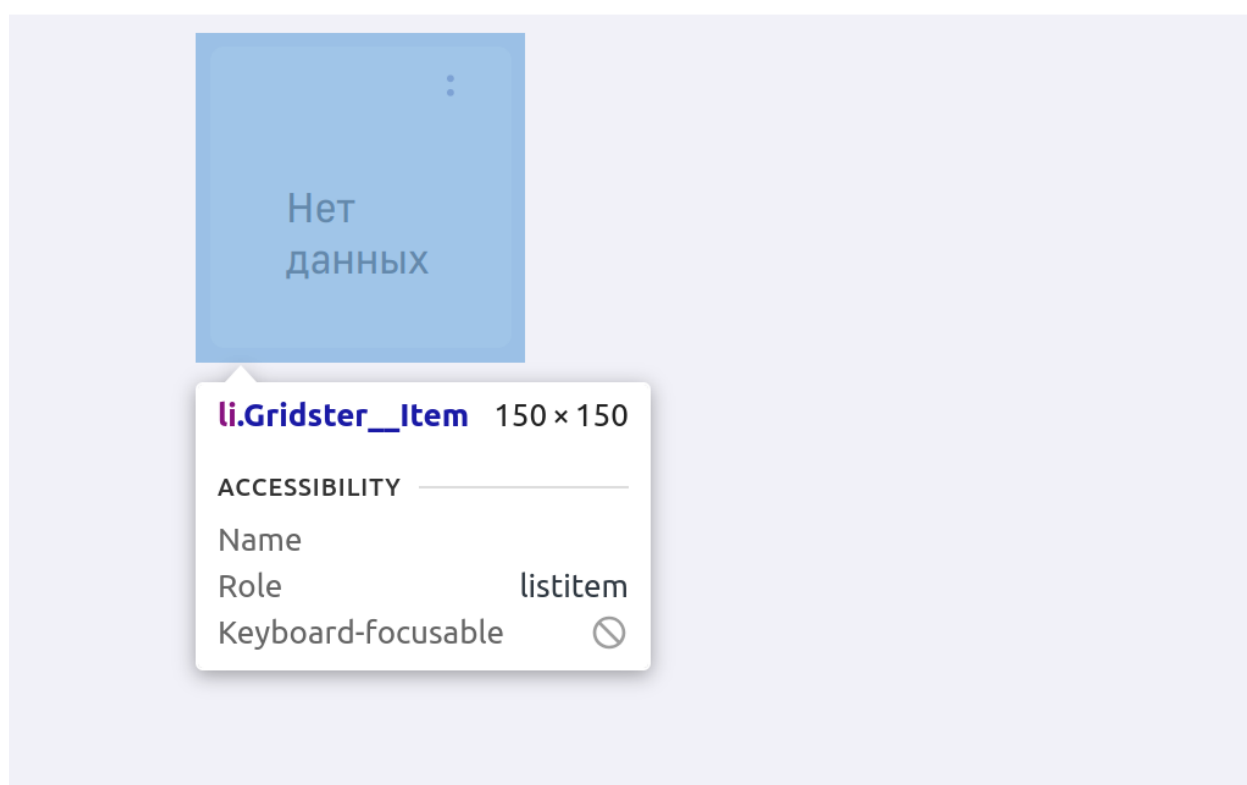 Нет
данных
li.Gridster__Item 150 × 150
ACCESSIBILITY
Name
Role listitem
Keyboard-focusable